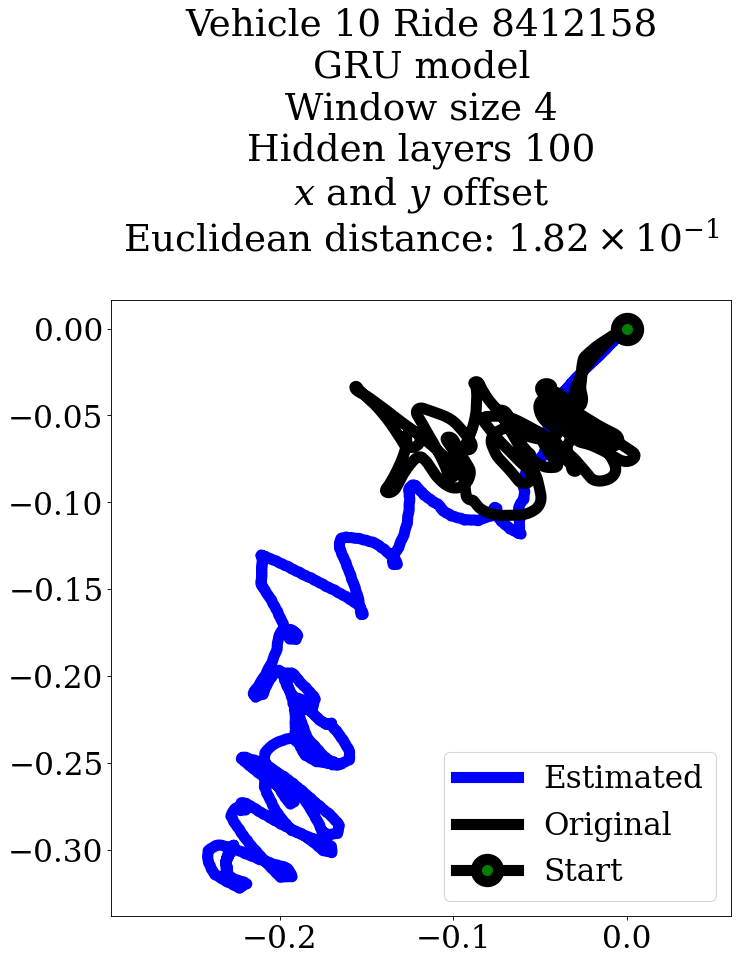 Vehicle 10 Ride 8412158
GRU model
Window size 4
Hidden layers 100
x and y offset
Euclidean distance: 1.82 × 10⁻¹
0.00
−0.05
−0.10
−0.15
−0.20
−0.25
−0.30
Estimated
Original
Start
−0.2 −0.1 0.0